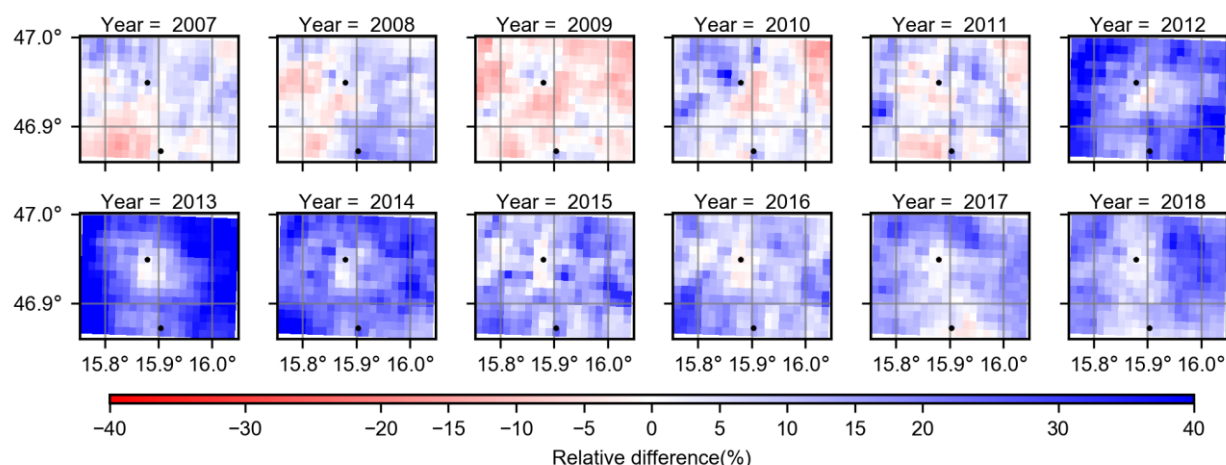 Year = 2007 Year = 2008 Year = 2009 Year = 2010 Year = 2011 Year = 2012
47.0°
46.9°
Year = 2013 Year = 2014 Year = 2015 Year = 2016 Year = 2017 Year = 2018
47.0°
46.9°
15.8° 15.9° 16.0° 15.8° 15.9° 16.0° 15.8° 15.9° 16.0° 15.8° 15.9° 16.0° 15.8° 15.9° 16.0° 15.8° 15.9° 16.0°
−40 −30 −20 −15 −10 −5 0 5 10 15 20 30 40
Relative difference(%)